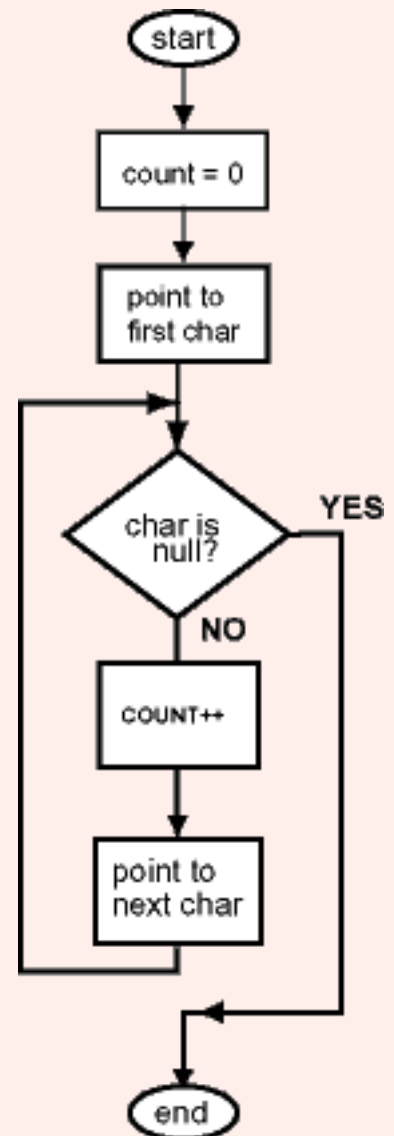 start
count = 0
point to
first char
char is
null?
YES
NO
COUNT++
point to
next char
end